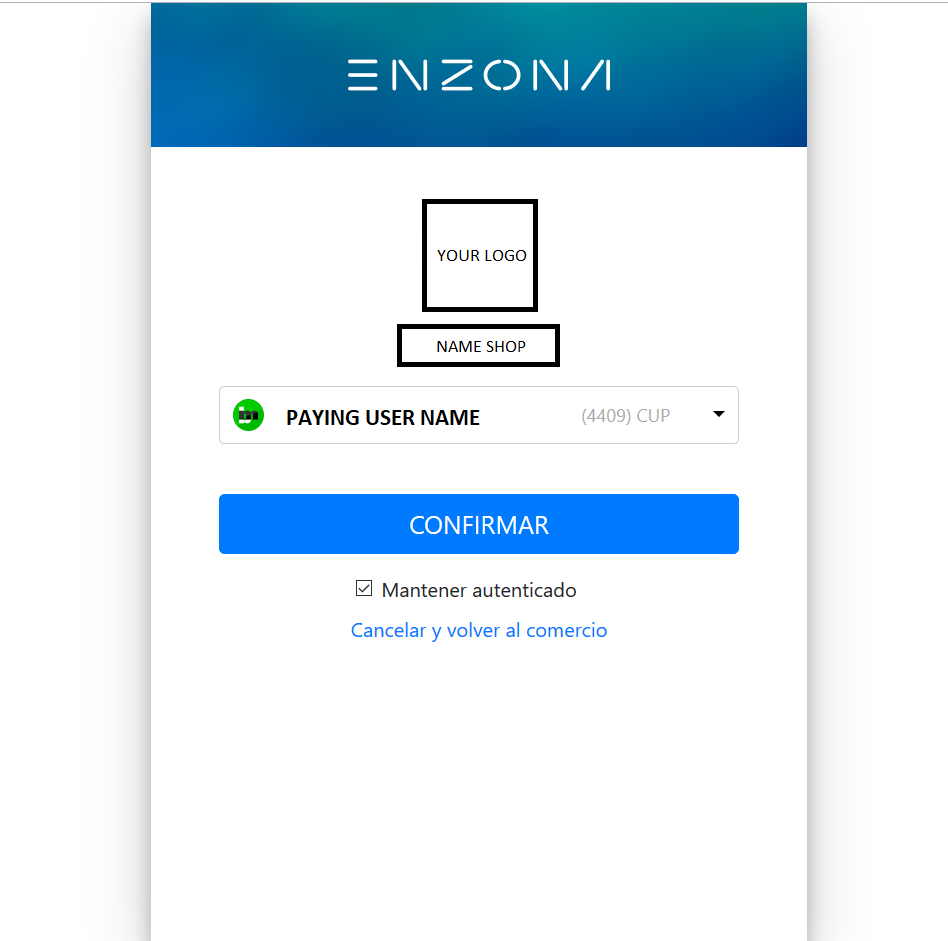 ENZONA
YOUR LOGO
NAME SHOP
PAYING USER NAME (4409) CUP
CONFIRMAR
Mantener autenticado
Cancelar y volver al comercio